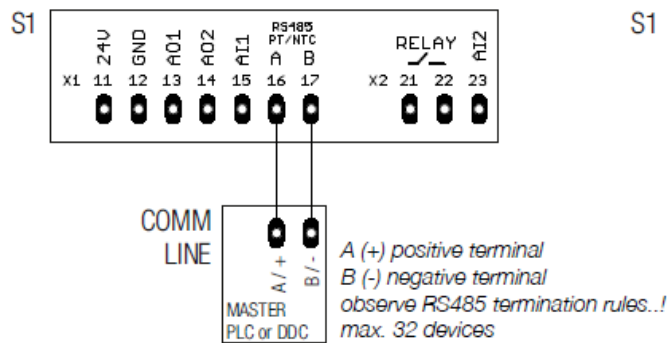 S1
S1
RS485
PT/NTC
24V GND AO1 AO2 AI1 A B RELAY AI2
X1 11 12 13 14 15 16 17 X2 21 22 23
COMM
LINE
A / + B / -
MASTER
PLC or DDC
A (+) positive terminal
B (-) negative terminal
observe RS485 termination rules..!
max. 32 devices